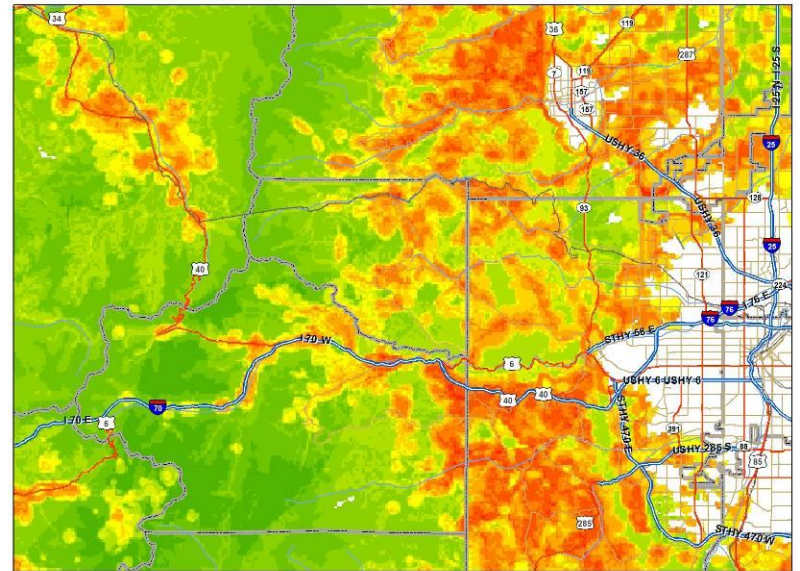 34
36
119
287
I-25 N I-25 S
7
119
157
157
25
USHY 36
93
128
USHY 36
25
40
121
224
76
76
I-76 E
STHY 58 E
I 70 W
6
USHY 6 USHY 6
40
40
70
I-70 E
6
STHY 470 E
391
88
USHY 285 S
85
285
STHY 470 W